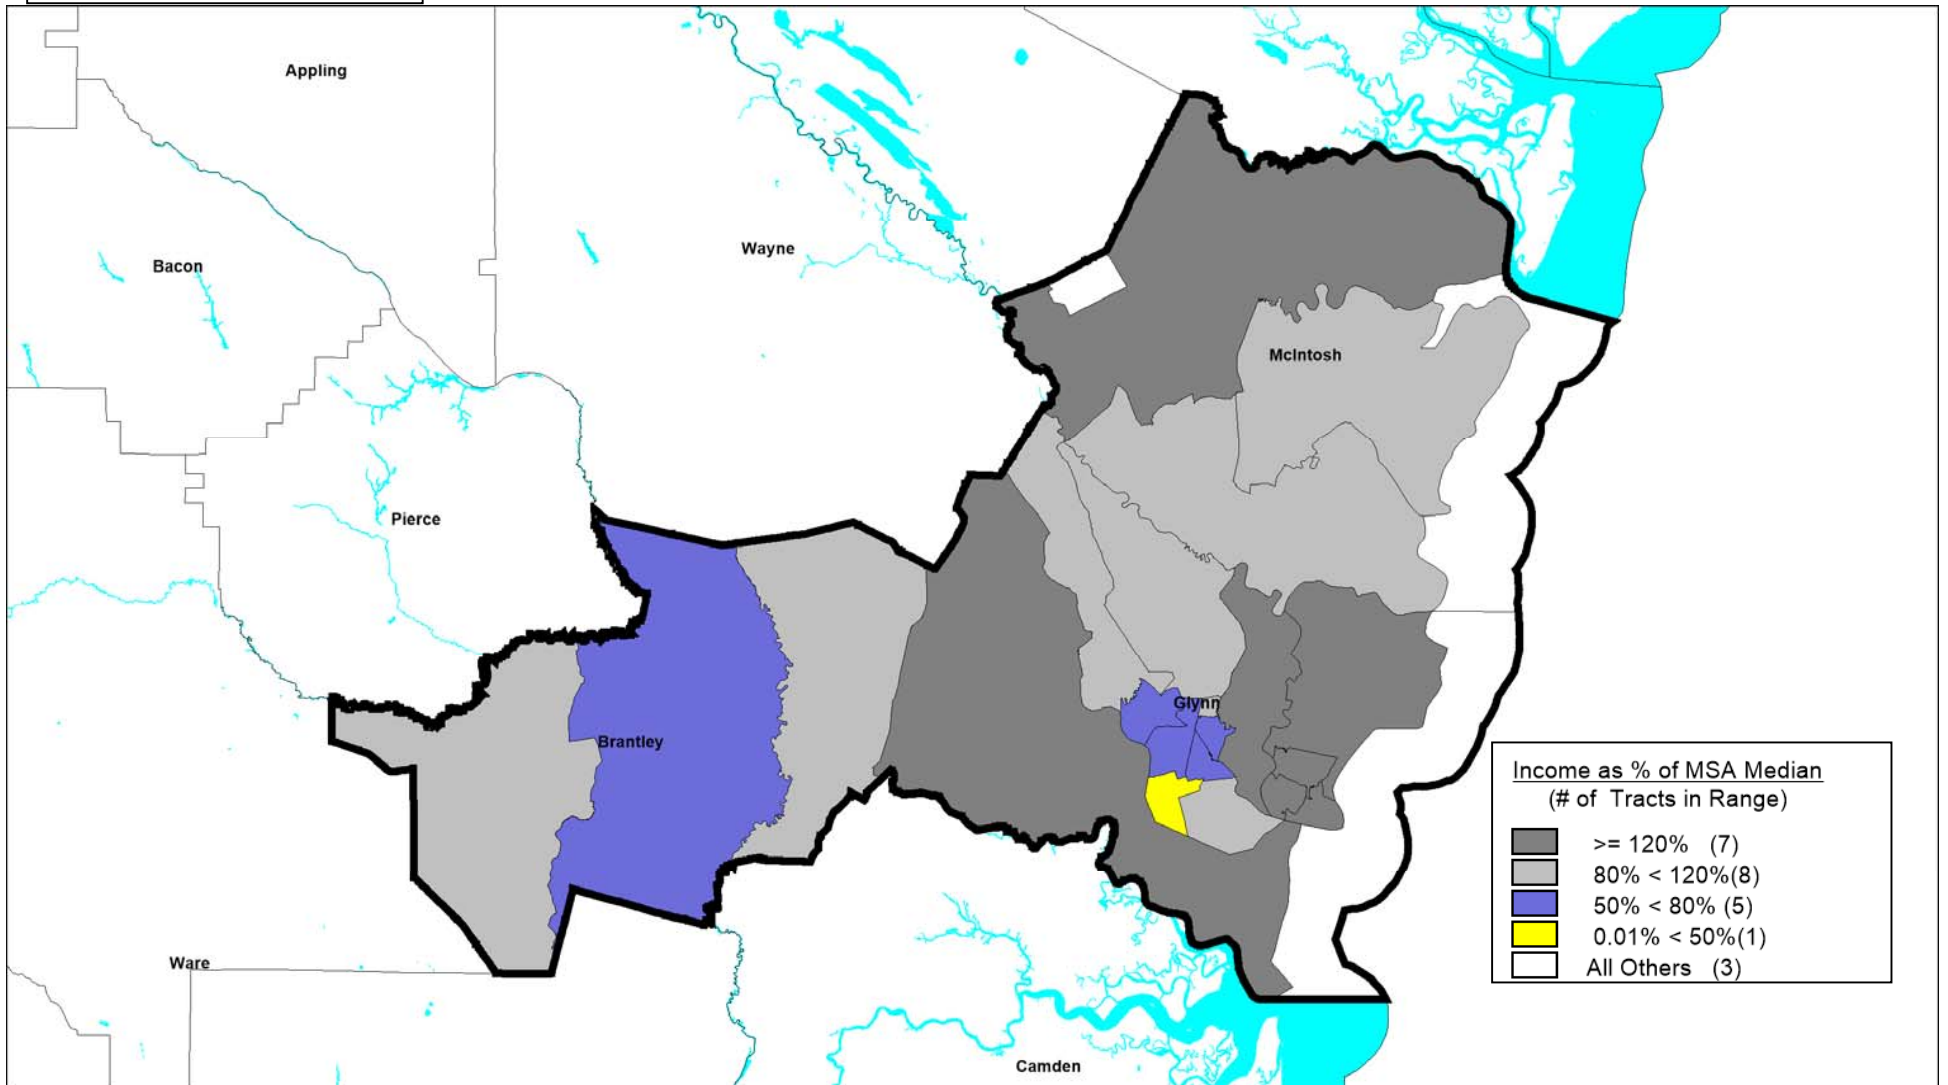 Appling
Wayne
Bacon
McIntosh
Pierce
Glynn
Brantley
Ware
Camden
Income as % of MSA Median
(# of Tracts in Range)
>= 120% (7)
80% < 120%(8)
50% < 80% (5)
0.01% < 50%(1)
All Others (3)